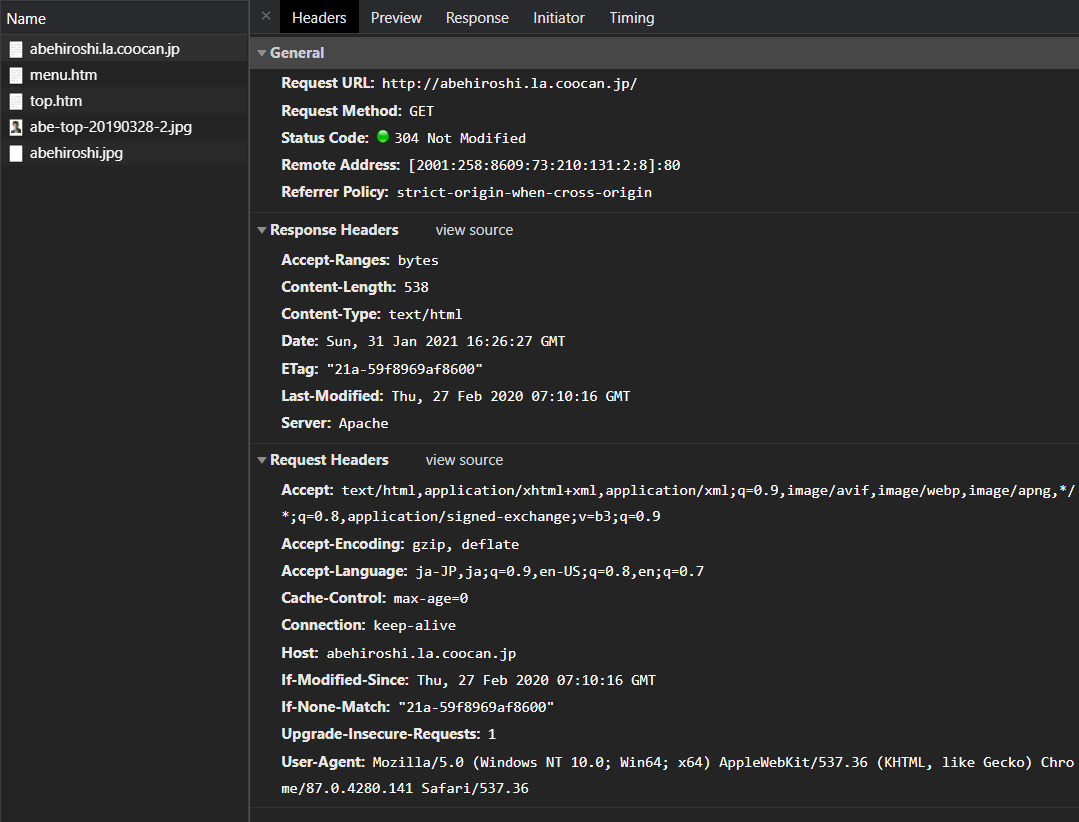 Name
abehiroshi.la.coocan.jp
menu.htm
top.htm
abe-top-20190328-2.jpg
abehiroshi.jpg
× Headers Preview Response Initiator Timing
General
Request URL: http://abehiroshi.la.coocan.jp/
Request Method: GET
Status Code: 304 Not Modified
Remote Address: [2001:258:8609:73:210:131:2:8]:80
Referrer Policy: strict-origin-when-cross-origin
Response Headers view source
Accept-Ranges: bytes
Content-Length: 538
Content-Type: text/html
Date: Sun, 31 Jan 2021 16:26:27 GMT
ETag: "21a-59f8969af8600"
Last-Modified: Thu, 27 Feb 2020 07:10:16 GMT
Server: Apache
Request Headers view source
Accept: text/html,application/xhtml+xml,application/xml;q=0.9,image/avif,image/webp,image/apng,*/
*;q=0.8,application/signed-exchange;v=b3;q=0.9
Accept-Encoding: gzip, deflate
Accept-Language: ja-JP,ja;q=0.9,en-US;q=0.8,en;q=0.7
Cache-Control: max-age=0
Connection: keep-alive
Host: abehiroshi.la.coocan.jp
If-Modified-Since: Thu, 27 Feb 2020 07:10:16 GMT
If-None-Match: "21a-59f8969af8600"
Upgrade-Insecure-Requests: 1
User-Agent: Mozilla/5.0 (Windows NT 10.0; Win64; x64) AppleWebKit/537.36 (KHTML, like Gecko) Chro
me/87.0.4280.141 Safari/537.36